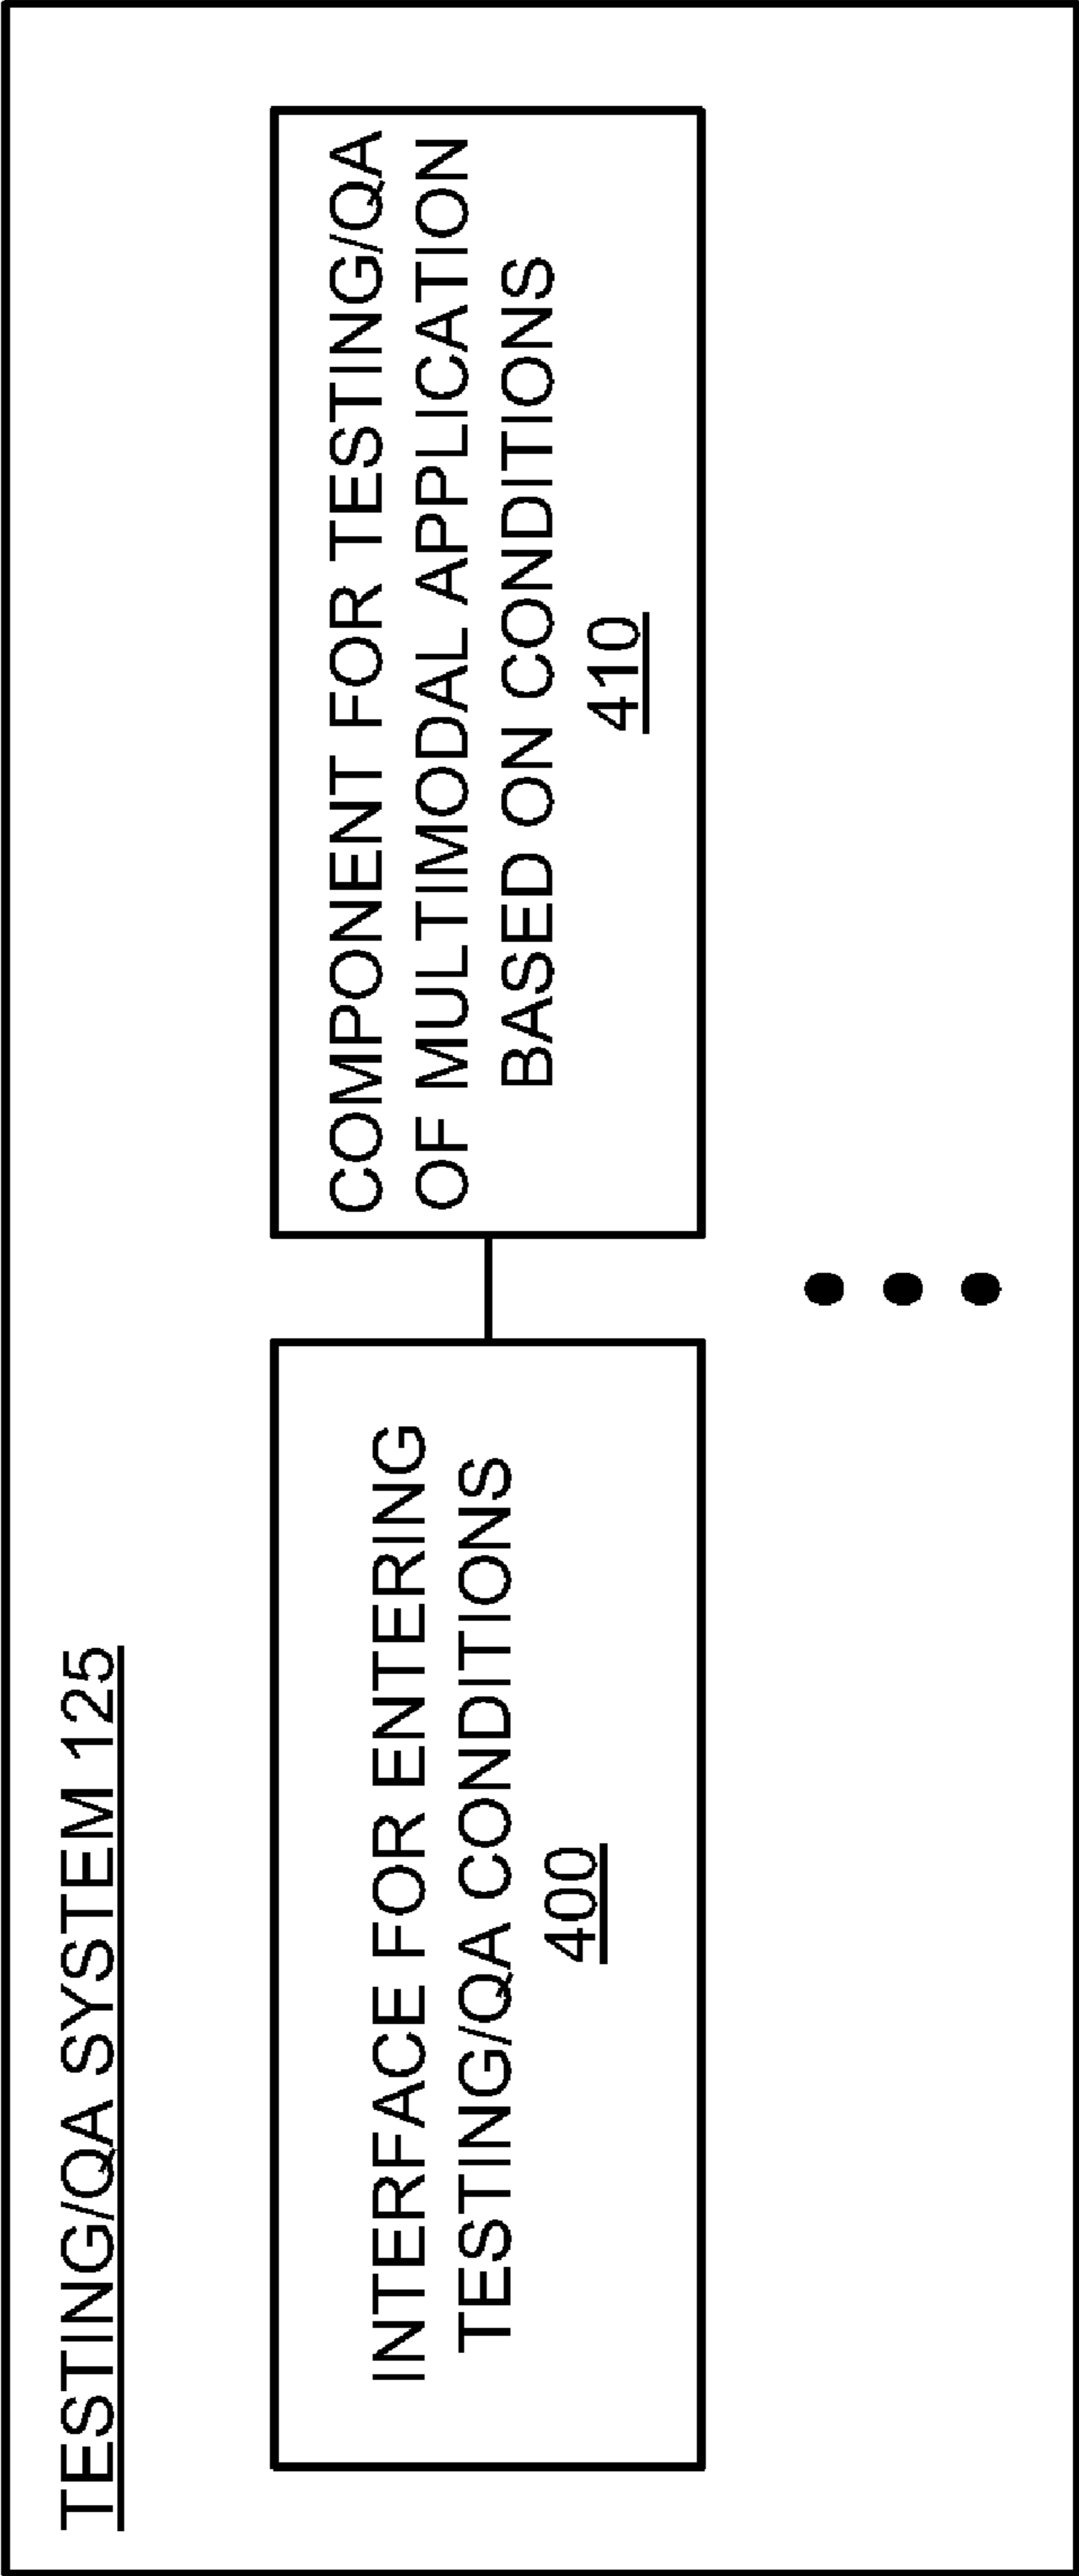 TESTING/QA SYSTEM 125
INTERFACE FOR ENTERING
TESTING/QA CONDITIONS
400
COMPONENT FOR TESTING/QA
OF MULTIMODAL APPLICATION
BASED ON CONDITIONS
410